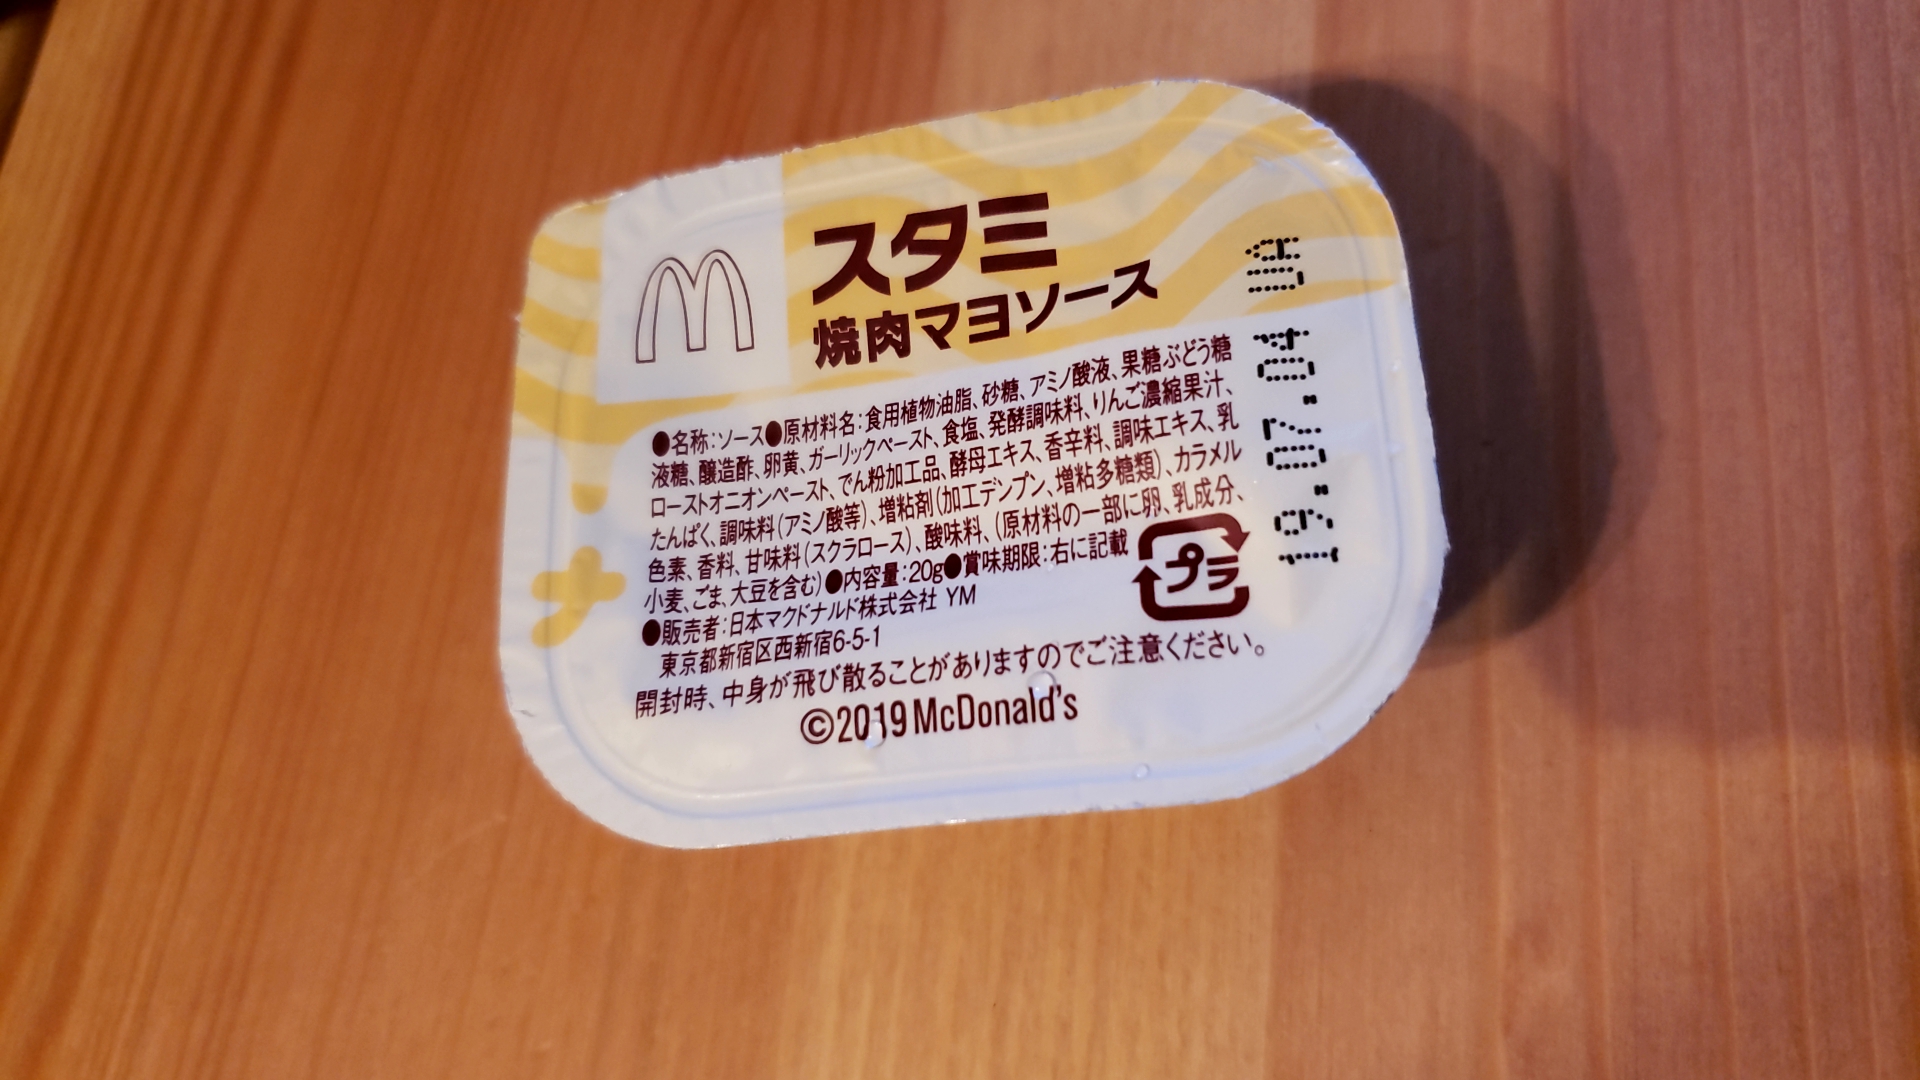 スタミ
焼肉マヨソース
●名称：ソース●原材料名：食用植物油脂、砂糖、アミノ酸液、果糖ぶどう糖
液糖、醸造酢、卵黄、ガーリックペースト、食塩、発酵調味料、りんご濃縮果汁、
ローストオニオンペースト、でん粉加工品、酵母エキス、香辛料、調味エキス、乳
たんぱく、調味料（アミノ酸等）、増粘剤（加工デンプン、増粘多糖類）、カラメル
色素、香料、甘味料（スクラロース）、酸味料、（原材料の一部に卵、乳成分、
小麦、ごま、大豆を含む）●内容量：20g●賞味期限：右に記載
●販売者：日本マクドナルド株式会社 YM
東京都新宿区西新宿6-5-1
開封時、中身が飛び散ることがありますのでご注意ください。
©2019 McDonald's
プラ
19.07.04 UA